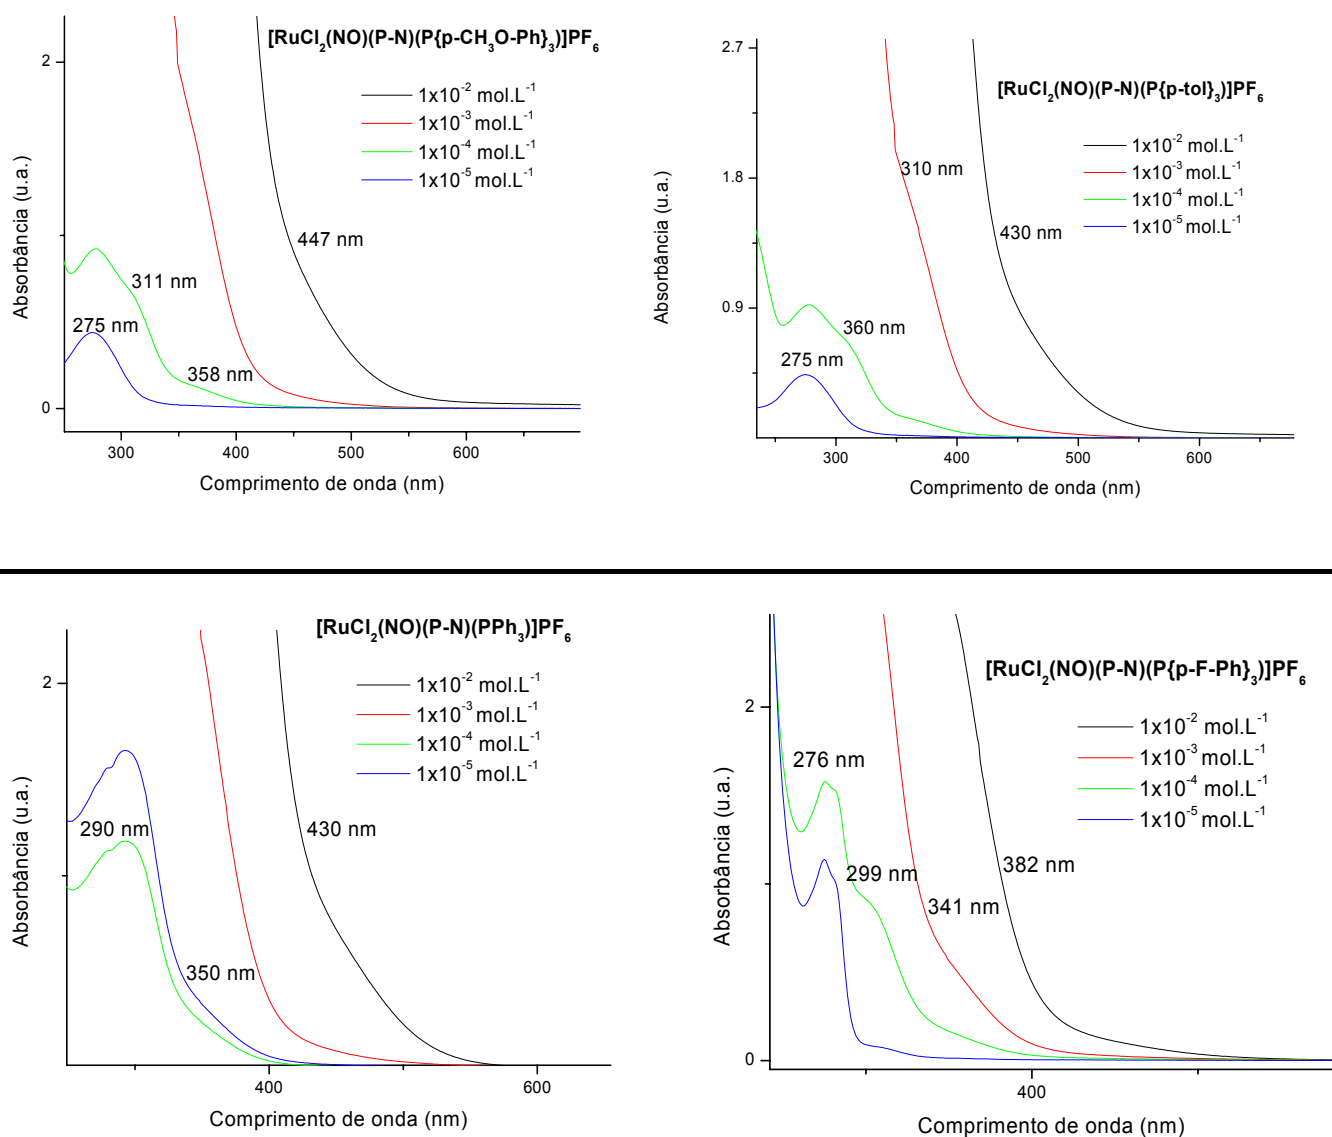 [RuCl2(NO)(P-N)(P{p-CH3O-Ph}3)]PF6
1x10-2 mol.L-1
1x10-3 mol.L-1
1x10-4 mol.L-1
1x10-5 mol.L-1
447 nm
311 nm
275 nm
358 nm
2
0
300
400
500
600
Absorbância (u.a.)
Comprimento de onda (nm)
[RuCl2(NO)(P-N)(P{p-tol}3)]PF6
1x10-2 mol.L-1
1x10-3 mol.L-1
1x10-4 mol.L-1
1x10-5 mol.L-1
310 nm
430 nm
360 nm
275 nm
2.7
1.8
0.9
300
400
500
600
Absorbância (u.a.)
Comprimento de onda (nm)
[RuCl2(NO)(P-N)(PPh3)]PF6
1x10-2 mol.L-1
1x10-3 mol.L-1
1x10-4 mol.L-1
1x10-5 mol.L-1
290 nm
430 nm
350 nm
2
400
600
Absorbância (u.a.)
Comprimento de onda (nm)
[RuCl2(NO)(P-N)(P{p-F-Ph}3)]PF6
1x10-2 mol.L-1
1x10-3 mol.L-1
1x10-4 mol.L-1
1x10-5 mol.L-1
276 nm
299 nm
382 nm
341 nm
2
0
400
Absorbância (u.a.)
Comprimento de onda (nm)